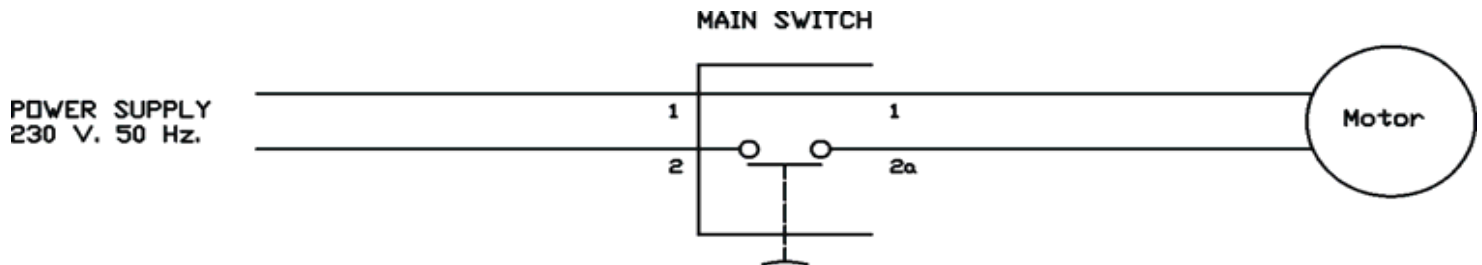 MAIN SWITCH
POWER SUPPLY
230 V. 50 Hz.
1
1
2
2a
Motor